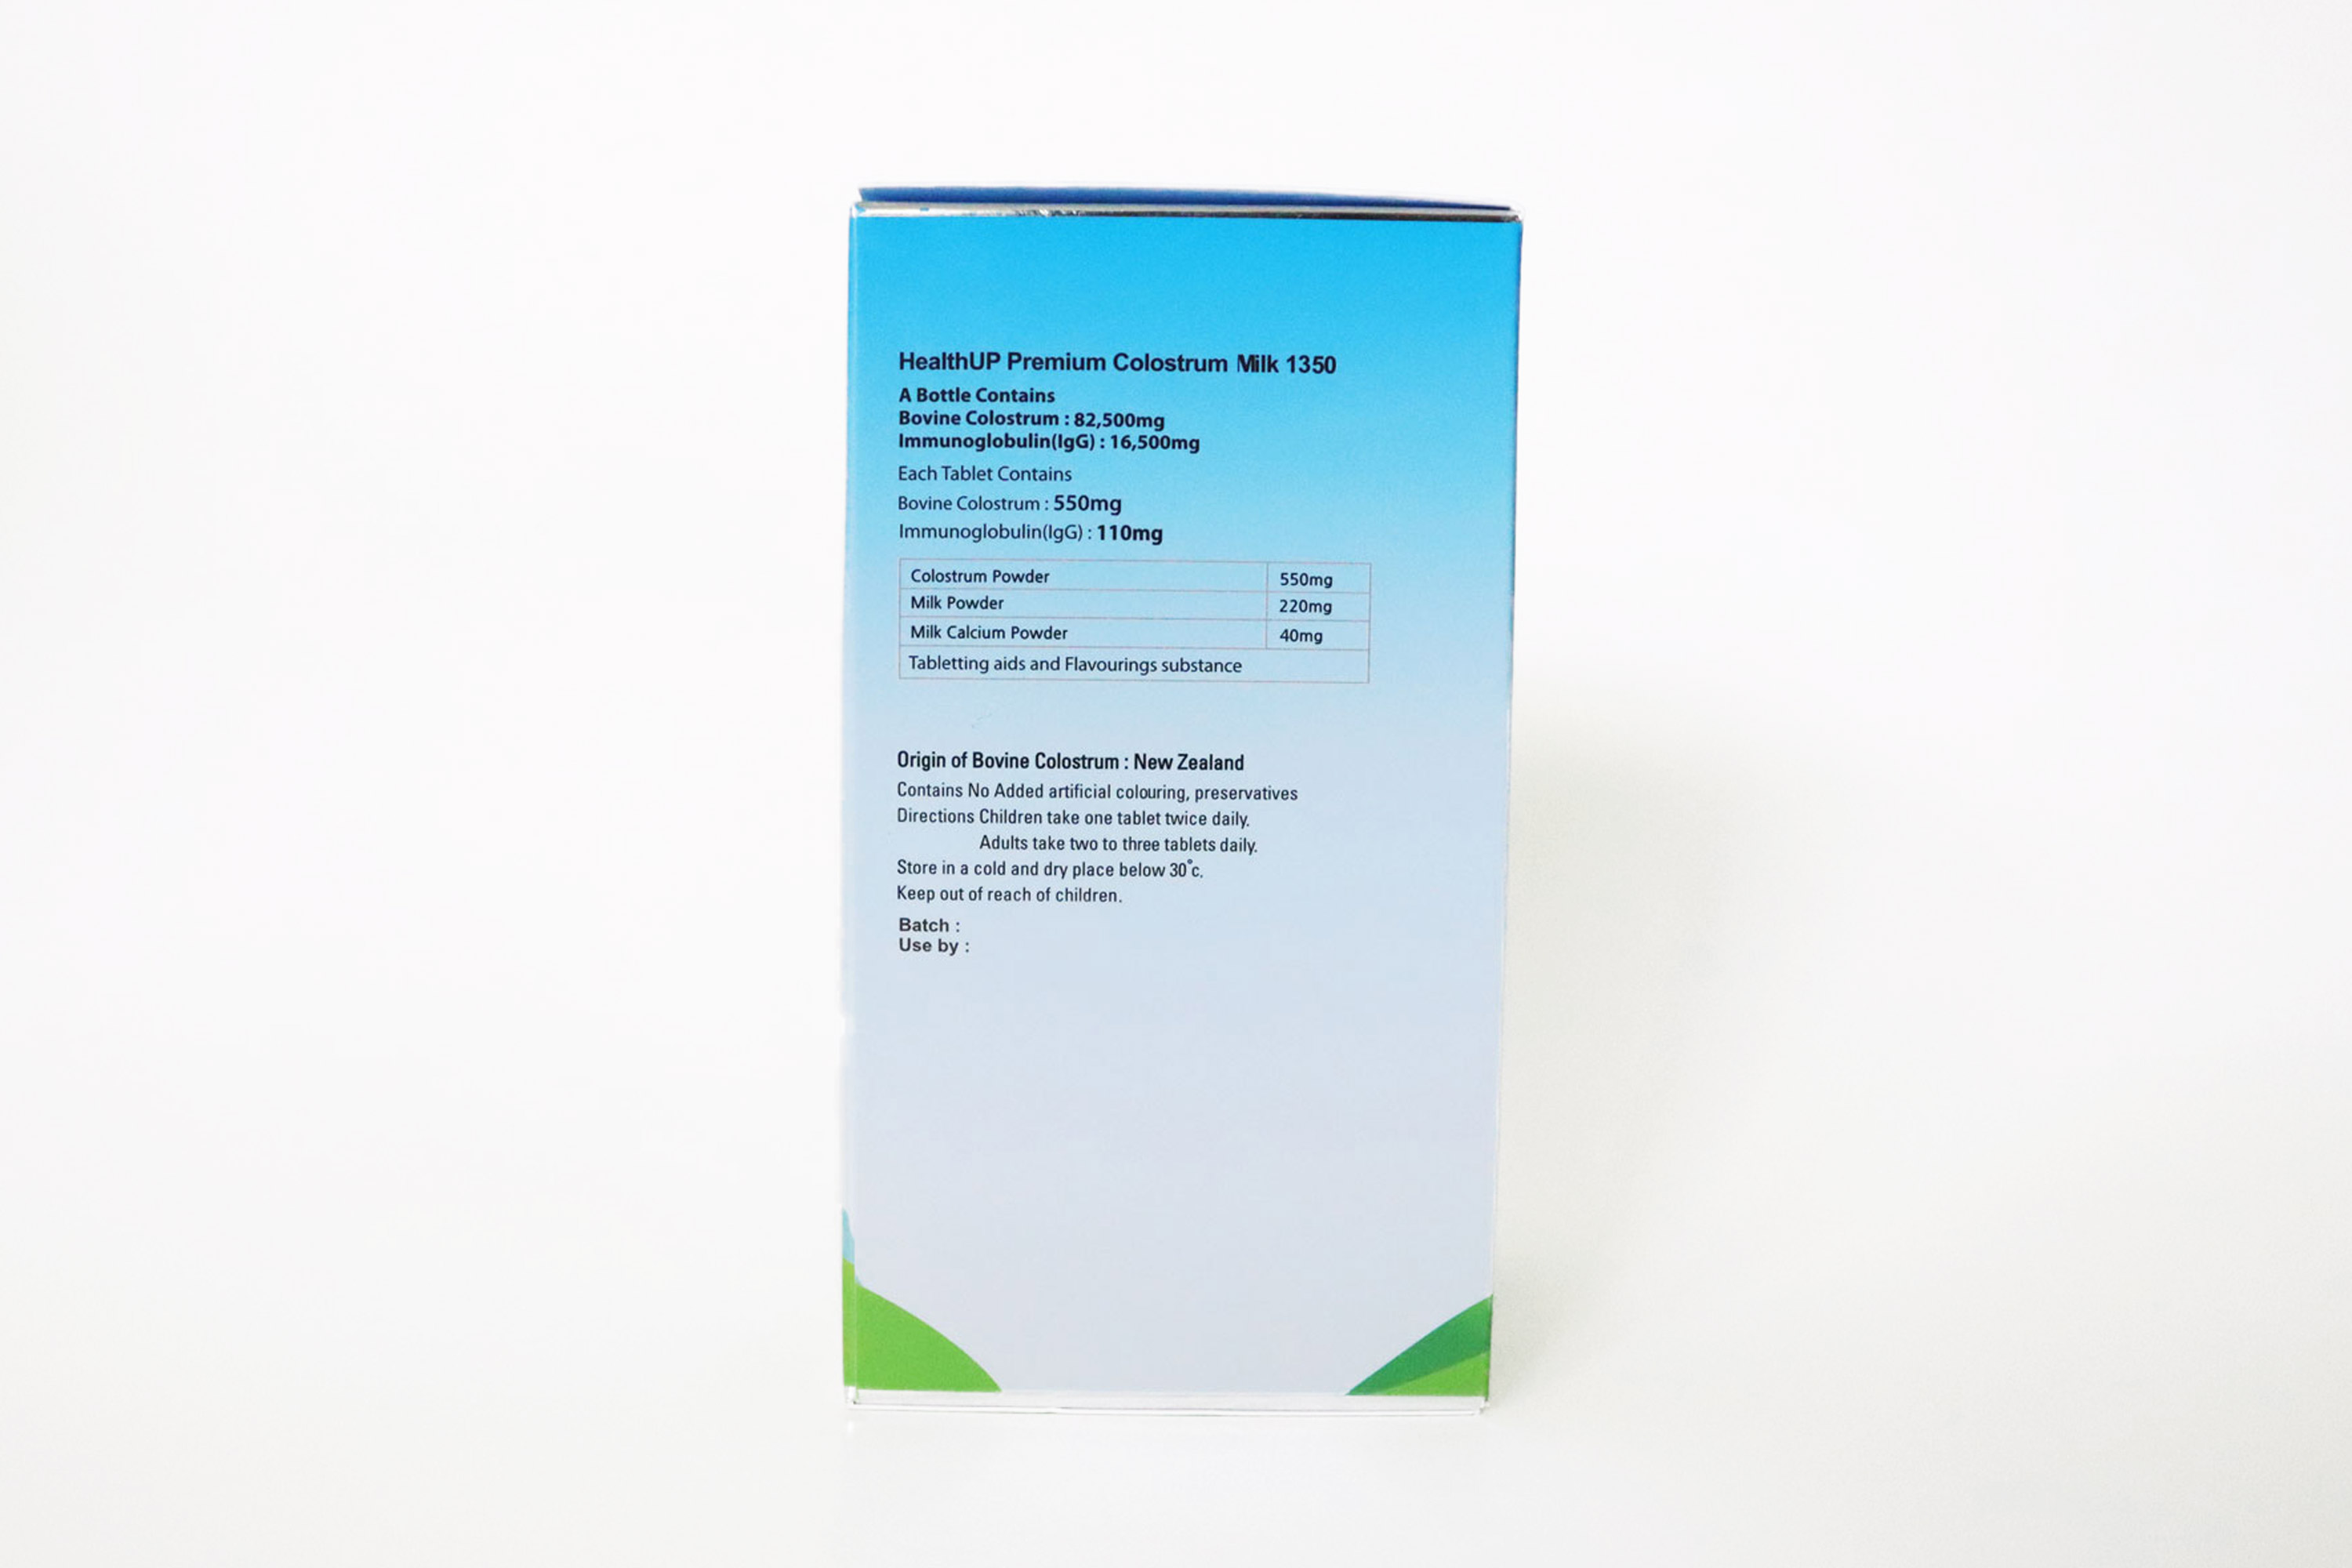 HealthUP Premium Colostrum Milk 1350
A Bottle Contains
Bovine Colostrum : 82,500mg
Immunoglobulin(IgG) : 16,500mg
Each Tablet Contains
Bovine Colostrum : 550mg
Immunoglobulin(IgG) : 110mg
Colostrum Powder 550mg
Milk Powder 220mg
Milk Calcium Powder 40mg
Tabletting aids and Flavourings substance
Origin of Bovine Colostrum : New Zealand
Contains No Added artificial colouring, preservatives
Directions Children take one tablet twice daily.
Adults take two to three tablets daily.
Store in a cold and dry place below 30°c.
Keep out of reach of children.
Batch :
Use by :